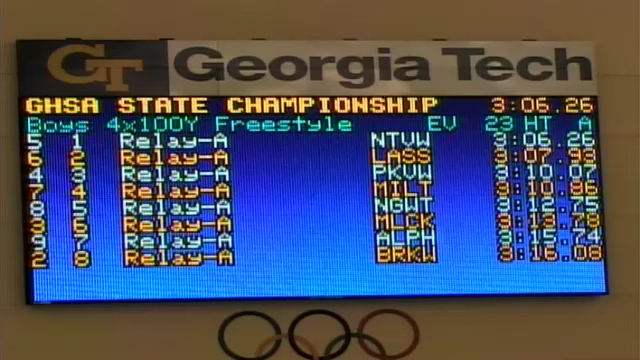 GT Georgia Tech
GHSA STATE CHAMPIONSHIP 3:06.26
Boys 4x100Y Freestyle EV 23 HT A
5 1 Relay-A NTVW 3:06.26
6 2 Relay-A LASS 3:07.93
4 3 Relay-A PKVW 3:10.07
7 4 Relay-A MILT 3:10.86
8 5 Relay-A NGWT 3:12.75
3 6 Relay-A MLCK 3:13.78
9 7 Relay-A ALPH 3:15.74
2 8 Relay-A BRKW 3:16.08